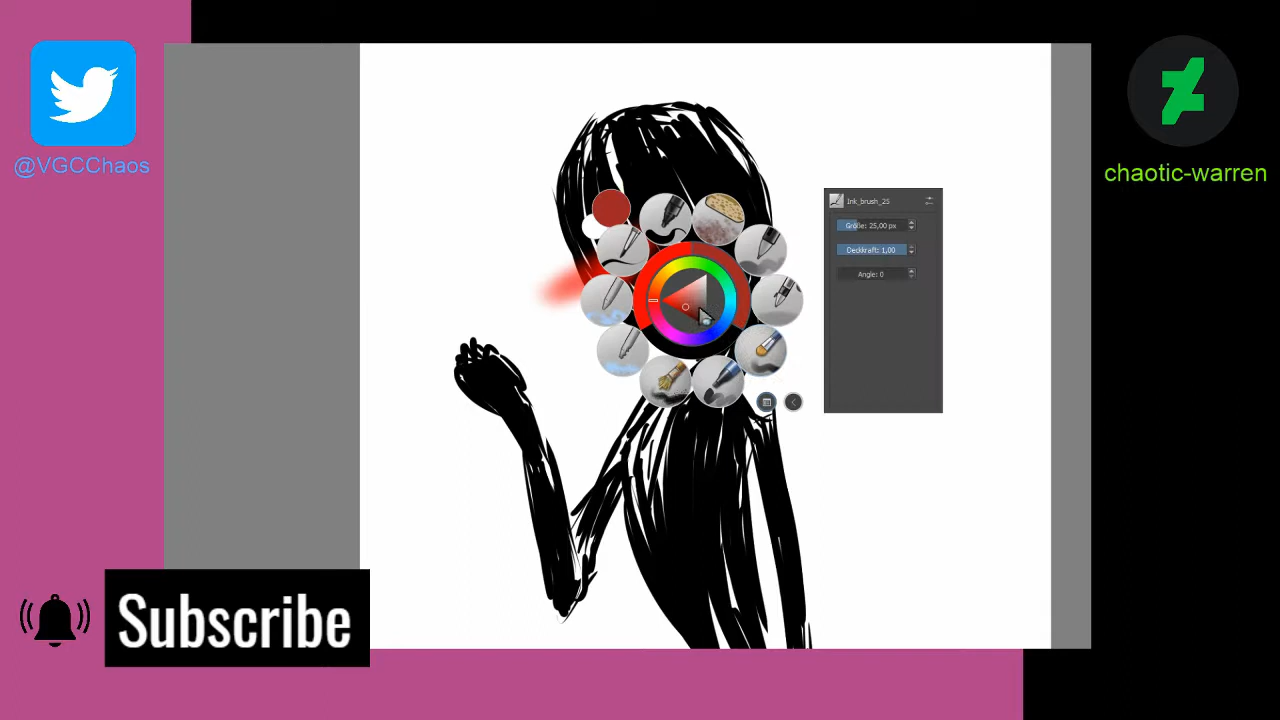 @VGCChaos
chaotic-warren
Ink_brush_25
Größe: 25,00 px
Deckkraft: 1,00
Angle: 0
Subscribe